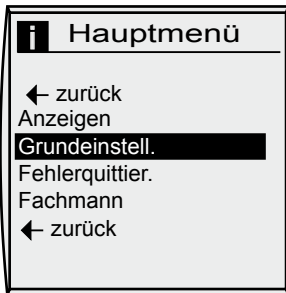 i Hauptmenü
← zurück
Anzeigen
Grundeinstell.
Fehlerquittier.
Fachmann
← zurück